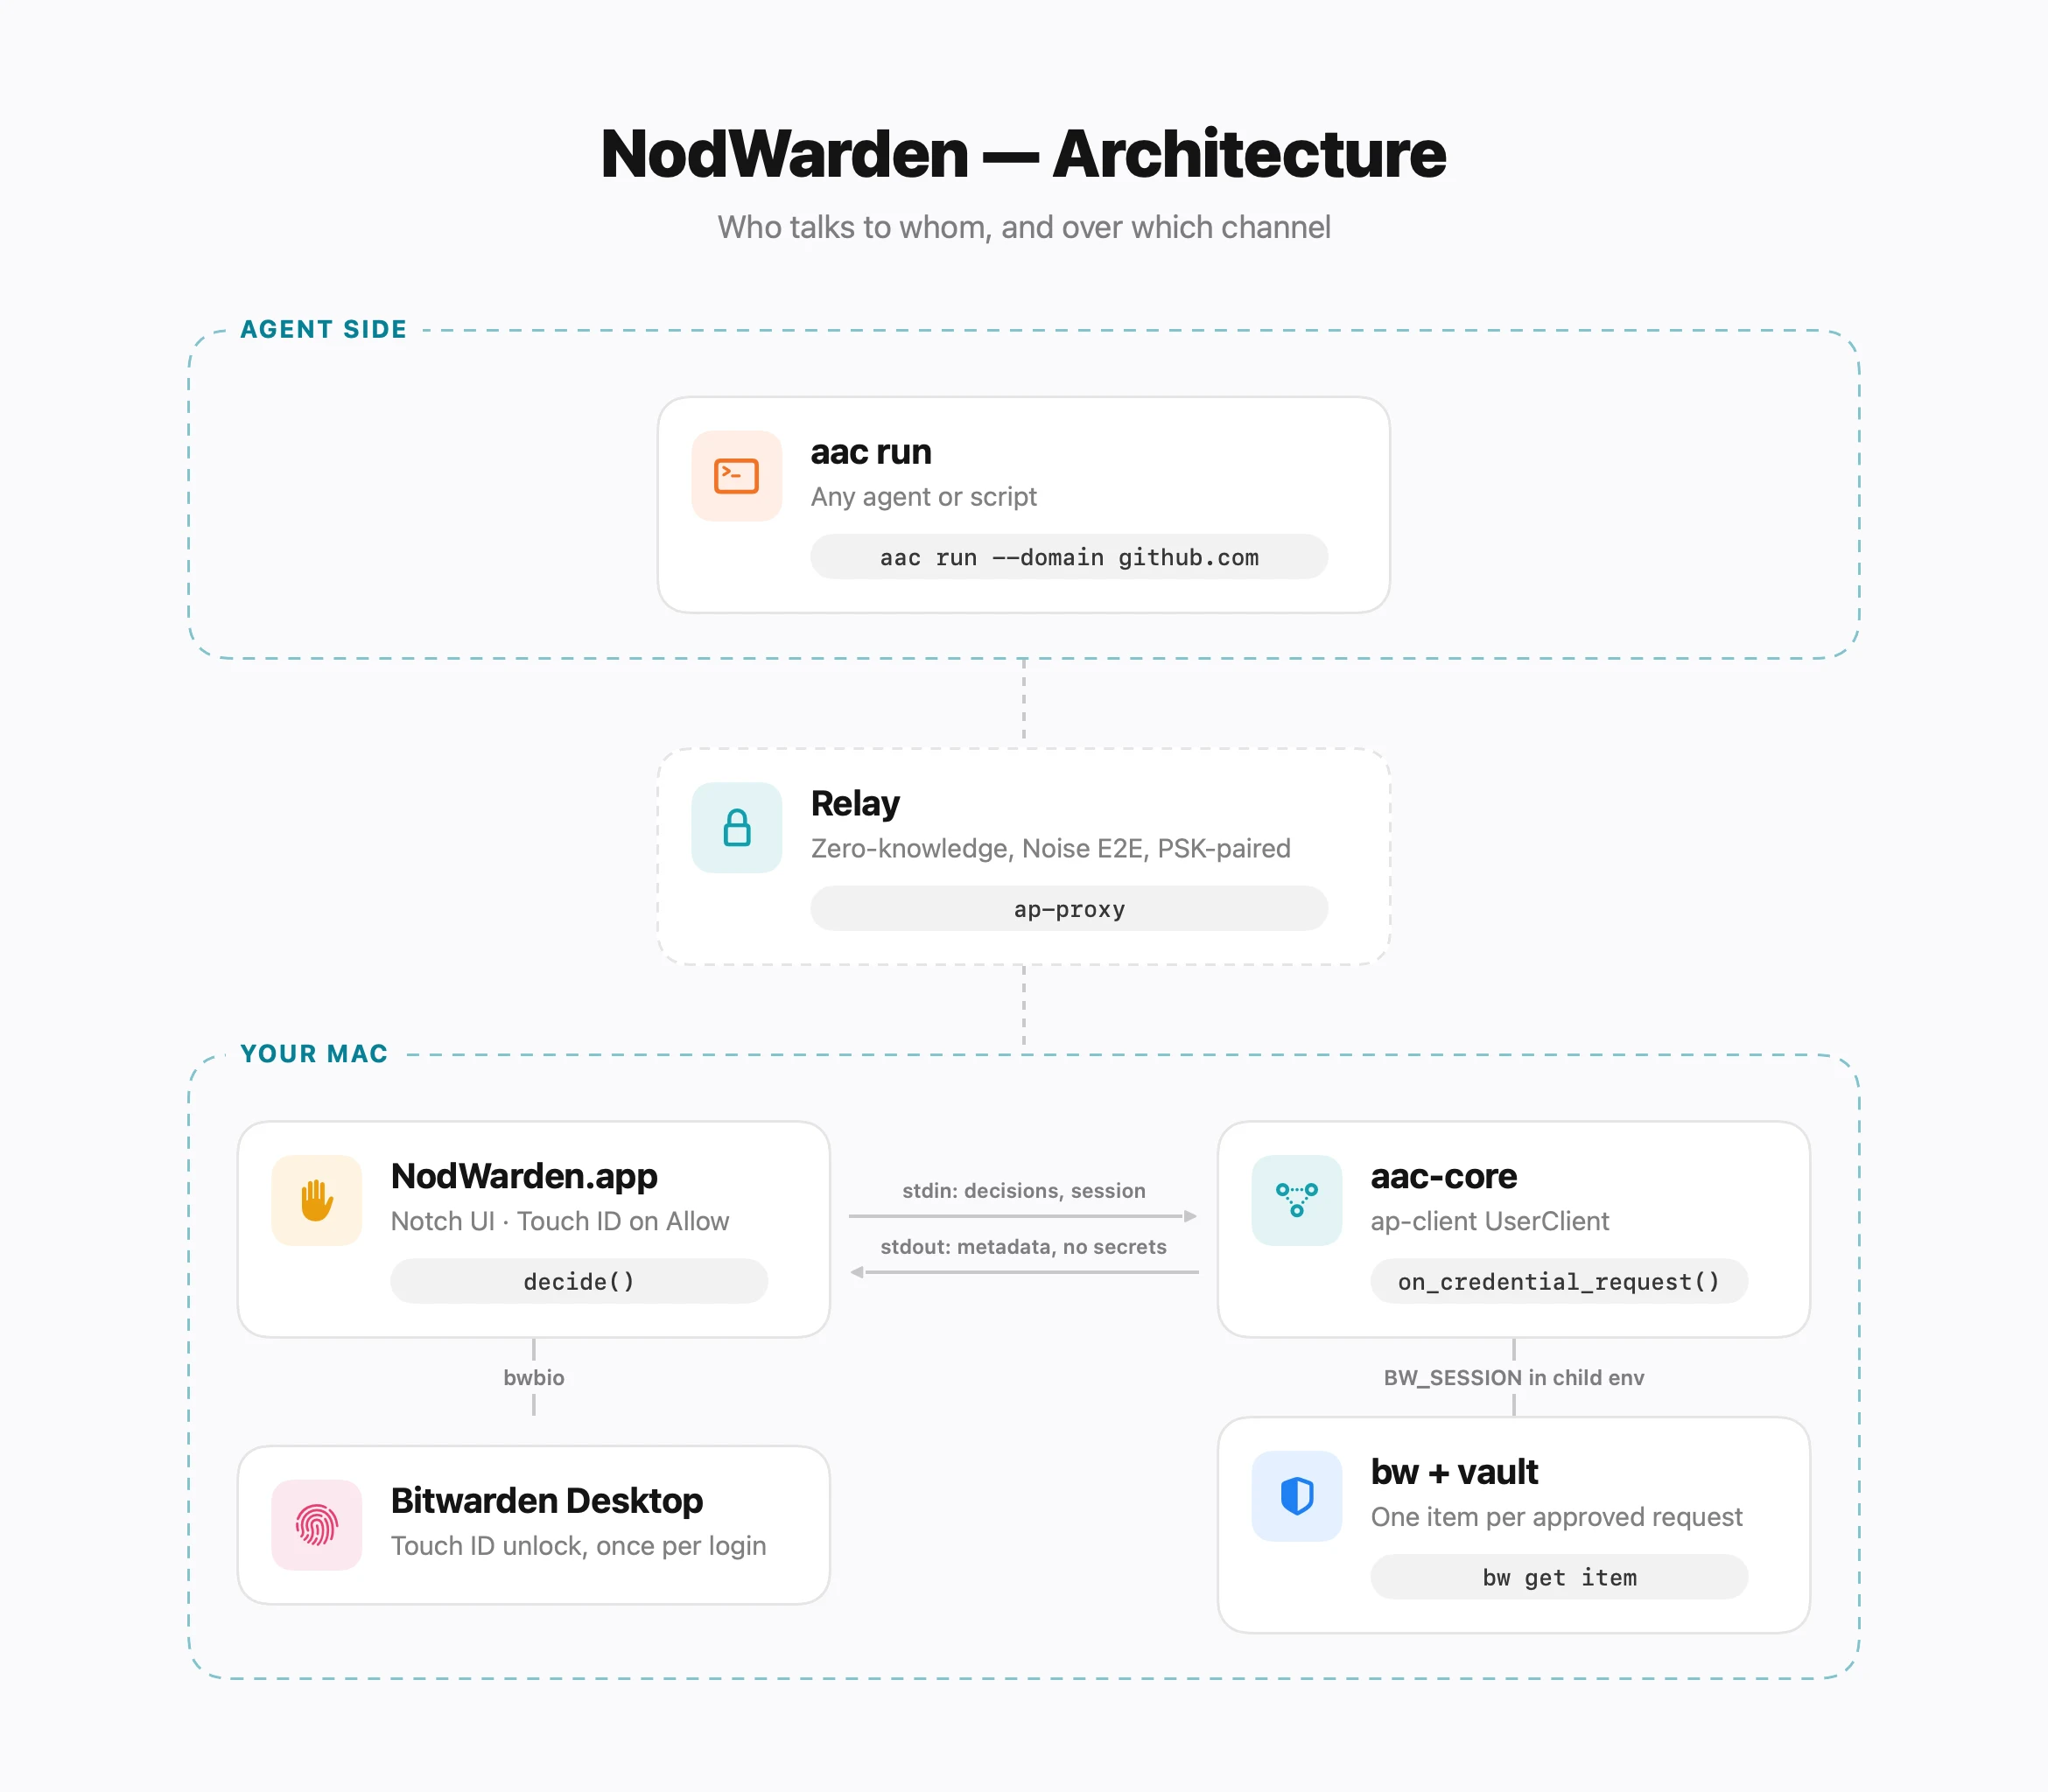 NodWarden — Architecture
Who talks to whom, and over which channel
AGENT SIDE
aac run
Any agent or script
aac run --domain github.com
Relay
Zero-knowledge, Noise E2E, PSK-paired
ap-proxy
YOUR MAC
NodWarden.app
Notch UI · Touch ID on Allow
decide()
stdin: decisions, session
stdout: metadata, no secrets
aac-core
ap-client UserClient
on_credential_request()
bwbio
BW_SESSION in child env
Bitwarden Desktop
Touch ID unlock, once per login
bw + vault
One item per approved request
bw get item